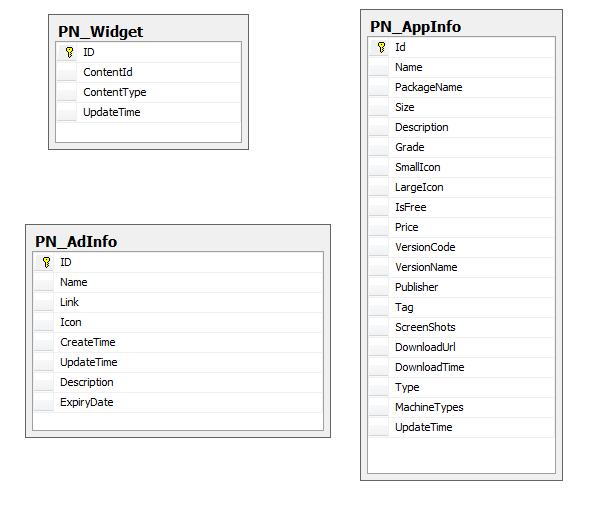 PN_Widget
ID
ContentId
ContentType
UpdateTime
PN_AdInfo
ID
Name
Link
Icon
CreateTime
UpdateTime
Description
ExpiryDate
PN_AppInfo
Id
Name
PackageName
Size
Description
Grade
SmallIcon
LargeIcon
IsFree
Price
VersionCode
VersionName
Publisher
Tag
ScreenShots
DownloadUrl
DownloadTime
Type
MachineTypes
UpdateTime